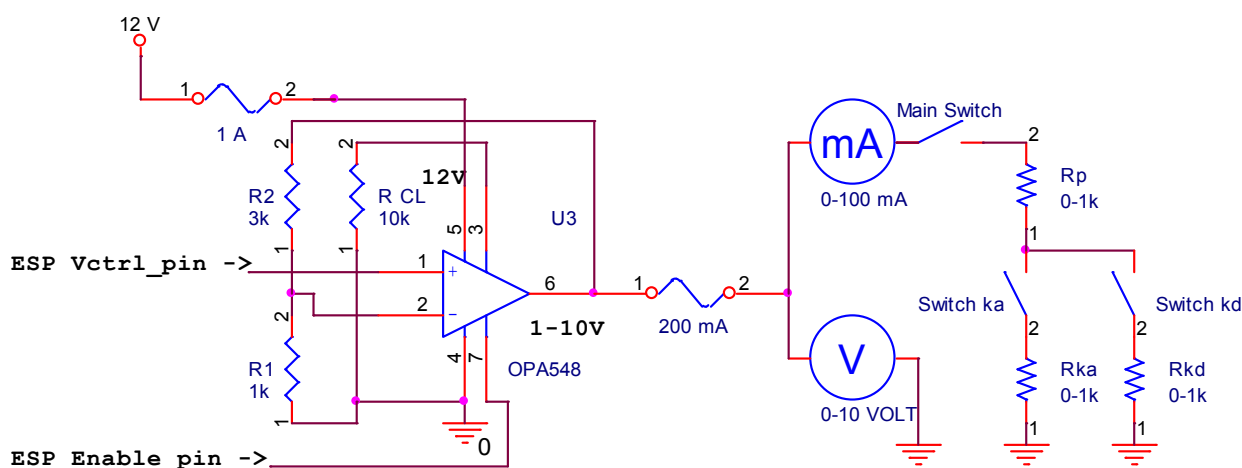 12 V
1
2
1 A
2
R2
3k
1
2
R CL
10k
1
12V
5
3
U3
ESP Vctrl_pin ->
1
+
2
−
6
1-10V
4
7
OPA548
2
R1
1k
1
0
ESP Enable pin ->
1
2
200 mA
mA
0-100 mA
Main Switch
V
0-10 VOLT
2
Rp
0-1k
1
Switch ka
Switch kd
2
Rka
0-1k
1
2
Rkd
0-1k
1